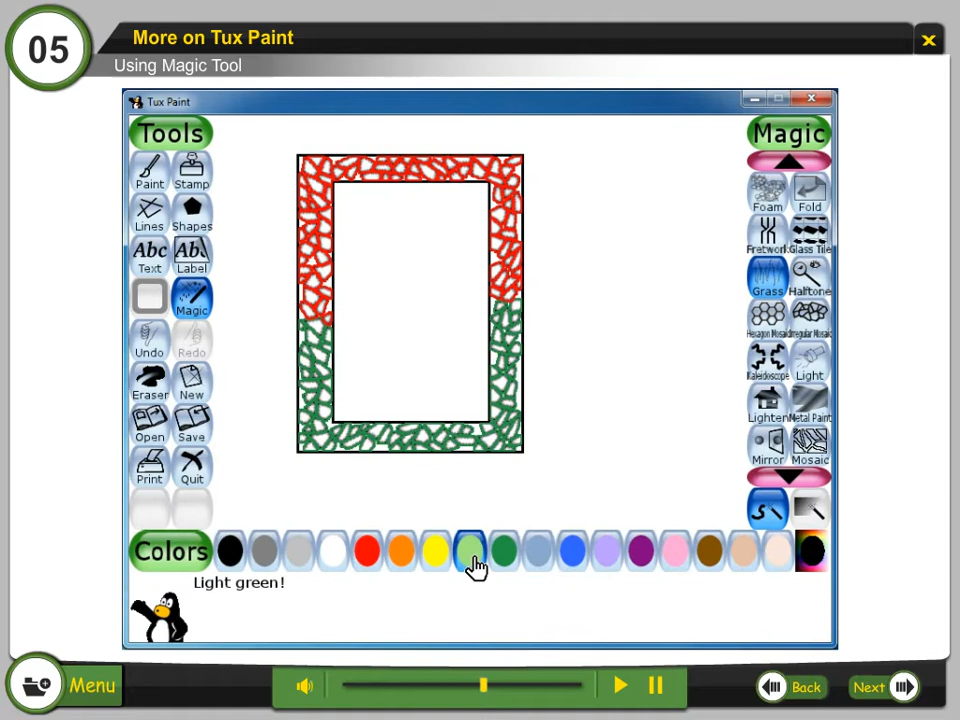 05
More on Tux Paint
Using Magic Tool
Tux Paint
Tools
Magic
Paint Stamp
Foam Fold
Lines Shapes
Fretwork Glass Tile
Abc Abc
Text Label
Grass Halftone
Magic
Hexagon Mosaic Irregular Mosaic
Undo Redo
Kaleidoscope Light
Eraser New
Lighten Metal Paint
Open Save
Mirror Mosaic
Print Quit
Colors
Light green!
Menu
Back
Next